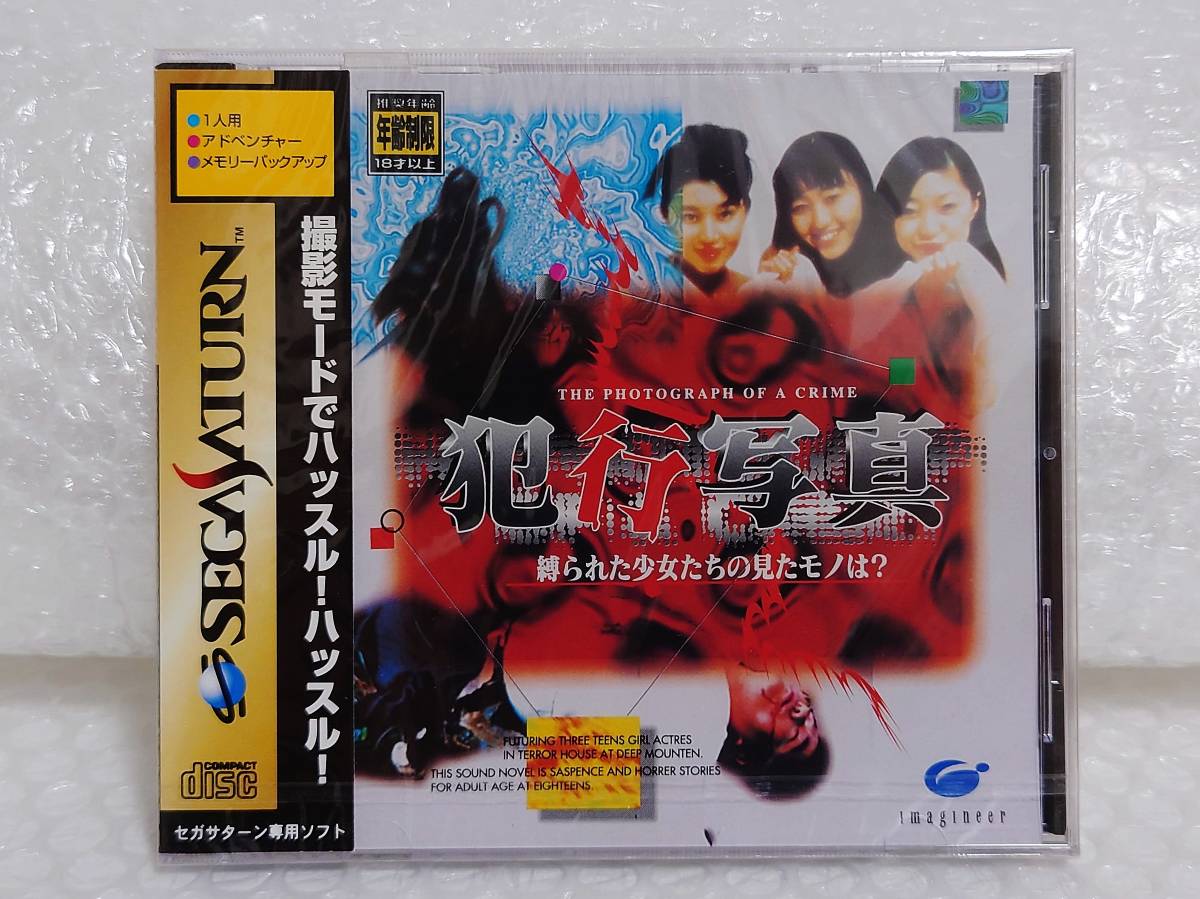 ●1人用
●アドベンチャー
●メモリーバックアップ
SEGA SATURN™
撮影モードでハッスル!ハッスル!
COMPACT
disc
セガサターン専用ソフト
推奨年齢
年齢制限
18才以上
THE PHOTOGRAPH OF A CRIME
犯行写真
縛られた少女たちの見たモノは?
FUTURING THREE TEENS GIRL ACTRES
IN TERROR HOUSE AT DEEP MOUNTEN.
THIS SOUND NOVEL IS SASPENCE AND HORRER STORIES
FOR ADULT AGE AT EIGHTEENS.
imagineer